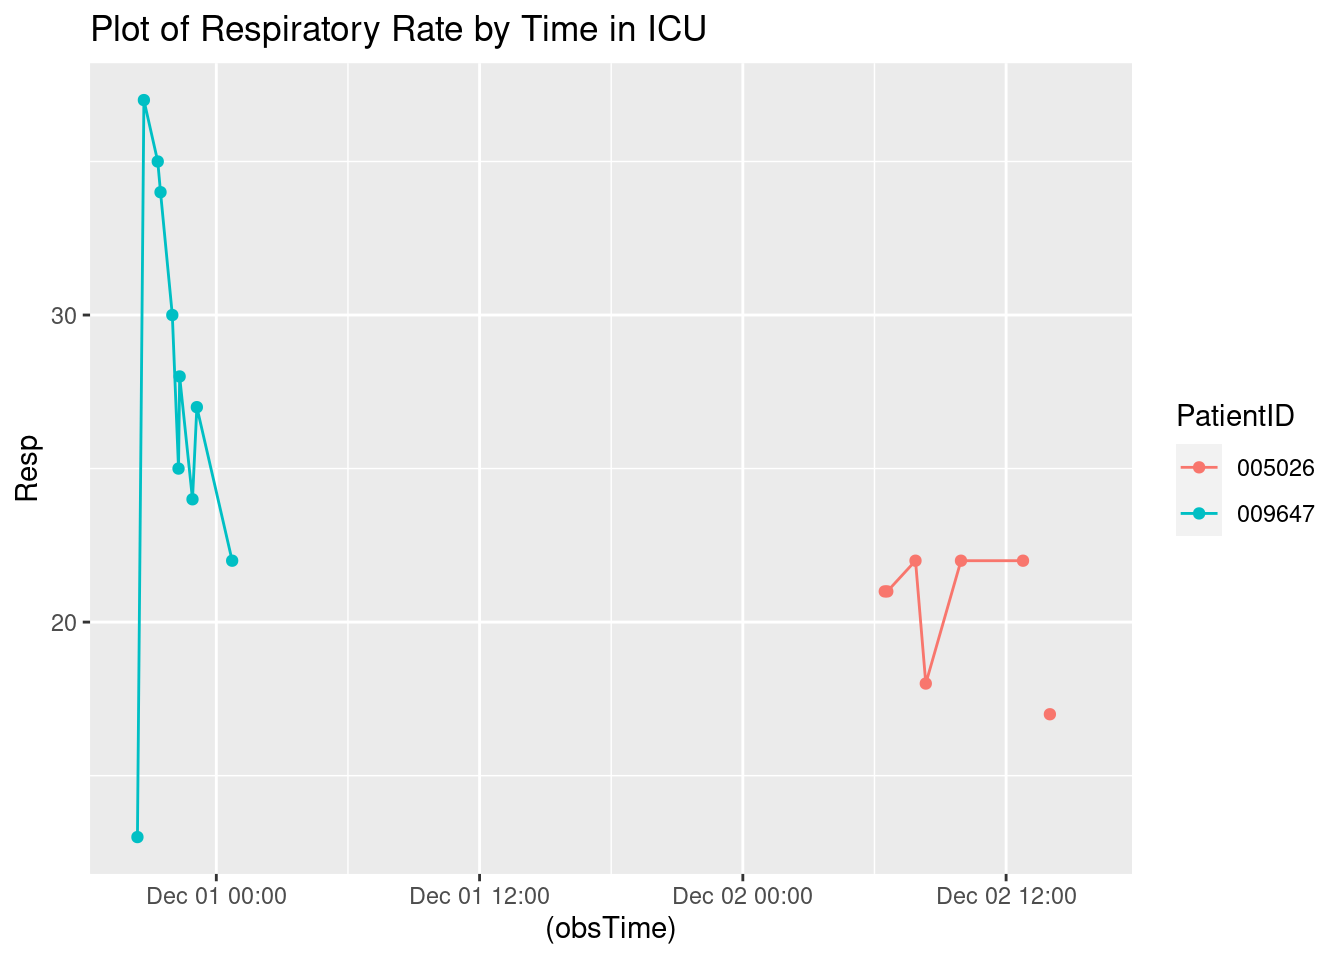 Plot of Respiratory Rate by Time in ICU
Resp
30
20
Dec 01 00:00
Dec 01 12:00
Dec 02 00:00
Dec 02 12:00
(obsTime)
PatientID
005026
009647